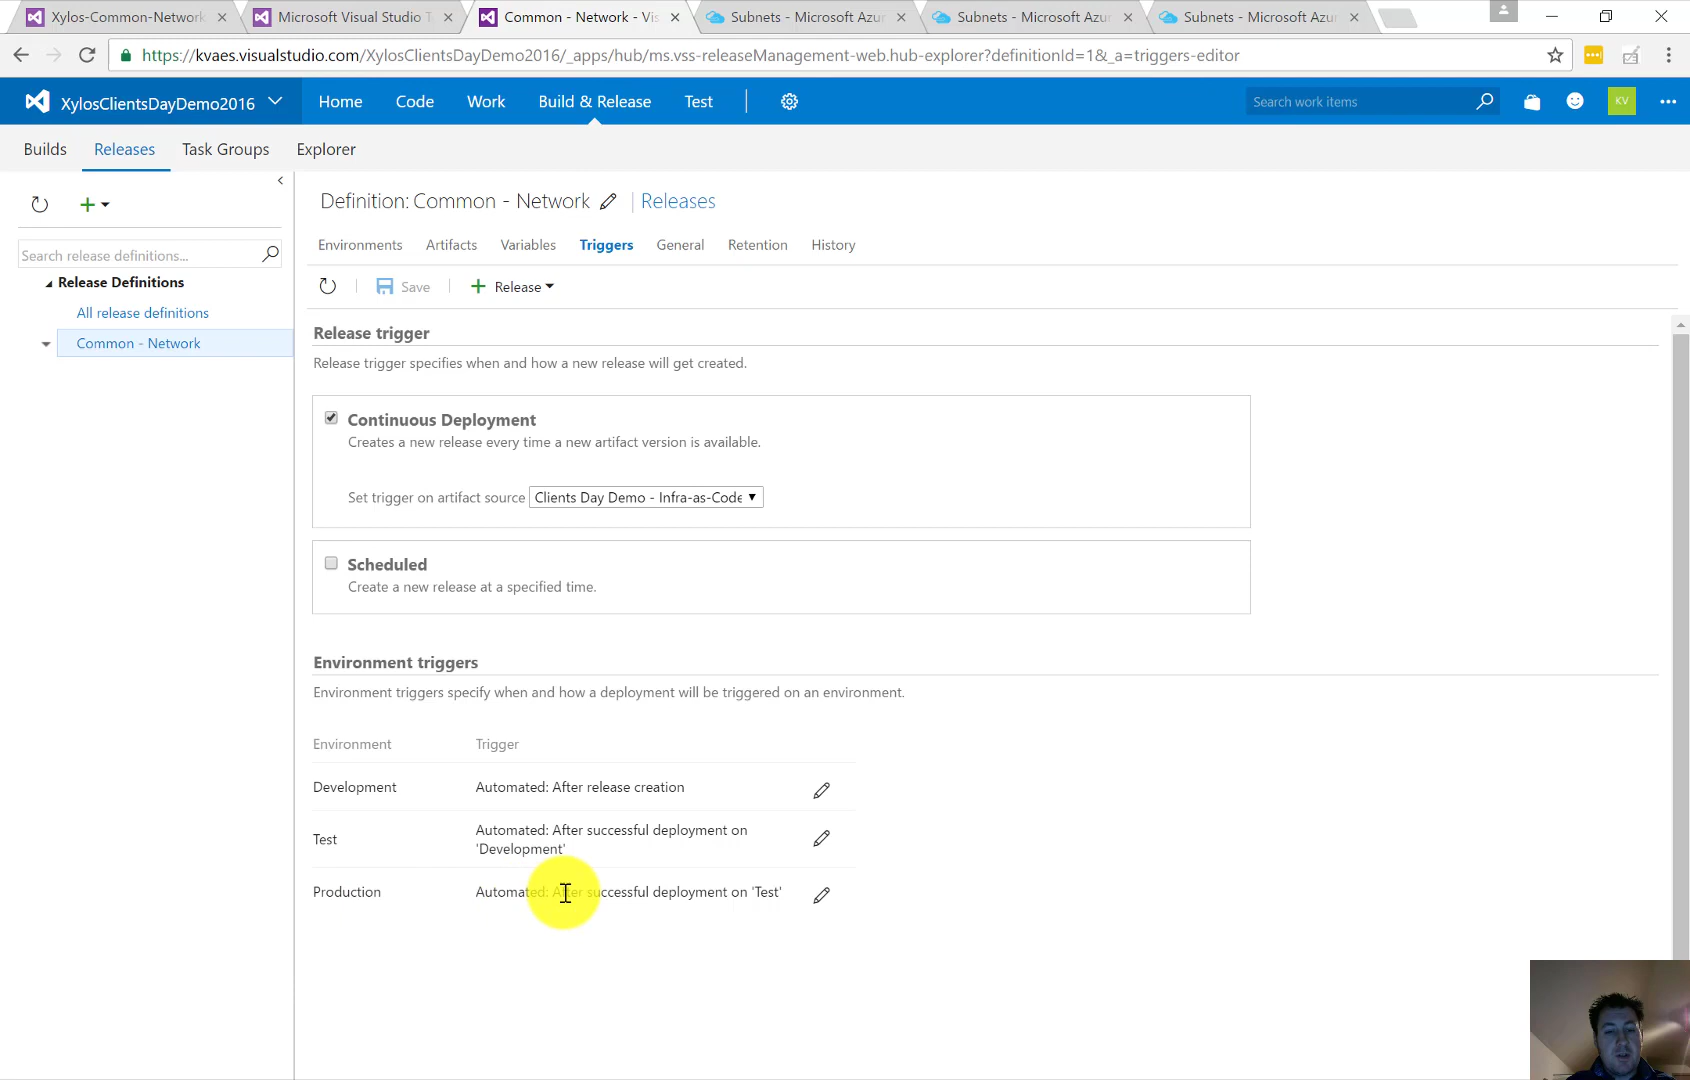 Xylos-Common-Network
Microsoft Visual Studio T
Common - Network - Vis
Subnets - Microsoft Azur
Subnets - Microsoft Azur
Subnets - Microsoft Azur
https://kvaes.visualstudio.com/XylosClientsDayDemo2016/_apps/hub/ms.vss-releaseManagement-web.hub-explorer?definitionId=1&_a=triggers-editor
XylosClientsDayDemo2016
Home
Code
Work
Build & Release
Test
Search work items
KV
Builds
Releases
Task Groups
Explorer
Search release definitions...
Release Definitions
All release definitions
Common - Network
Definition: Common - Network
Releases
Environments
Artifacts
Variables
Triggers
General
Retention
History
Save
Release
Release trigger
Release trigger specifies when and how a new release will get created.
Continuous Deployment
Creates a new release every time a new artifact version is available.
Set trigger on artifact source
Clients Day Demo - Infra-as-Code
Scheduled
Create a new release at a specified time.
Environment triggers
Environment triggers specify when and how a deployment will be triggered on an environment.
Environment
Trigger
Development
Automated: After release creation
Test
Automated: After successful deployment on
'Development'
Production
Automated: After successful deployment on 'Test'